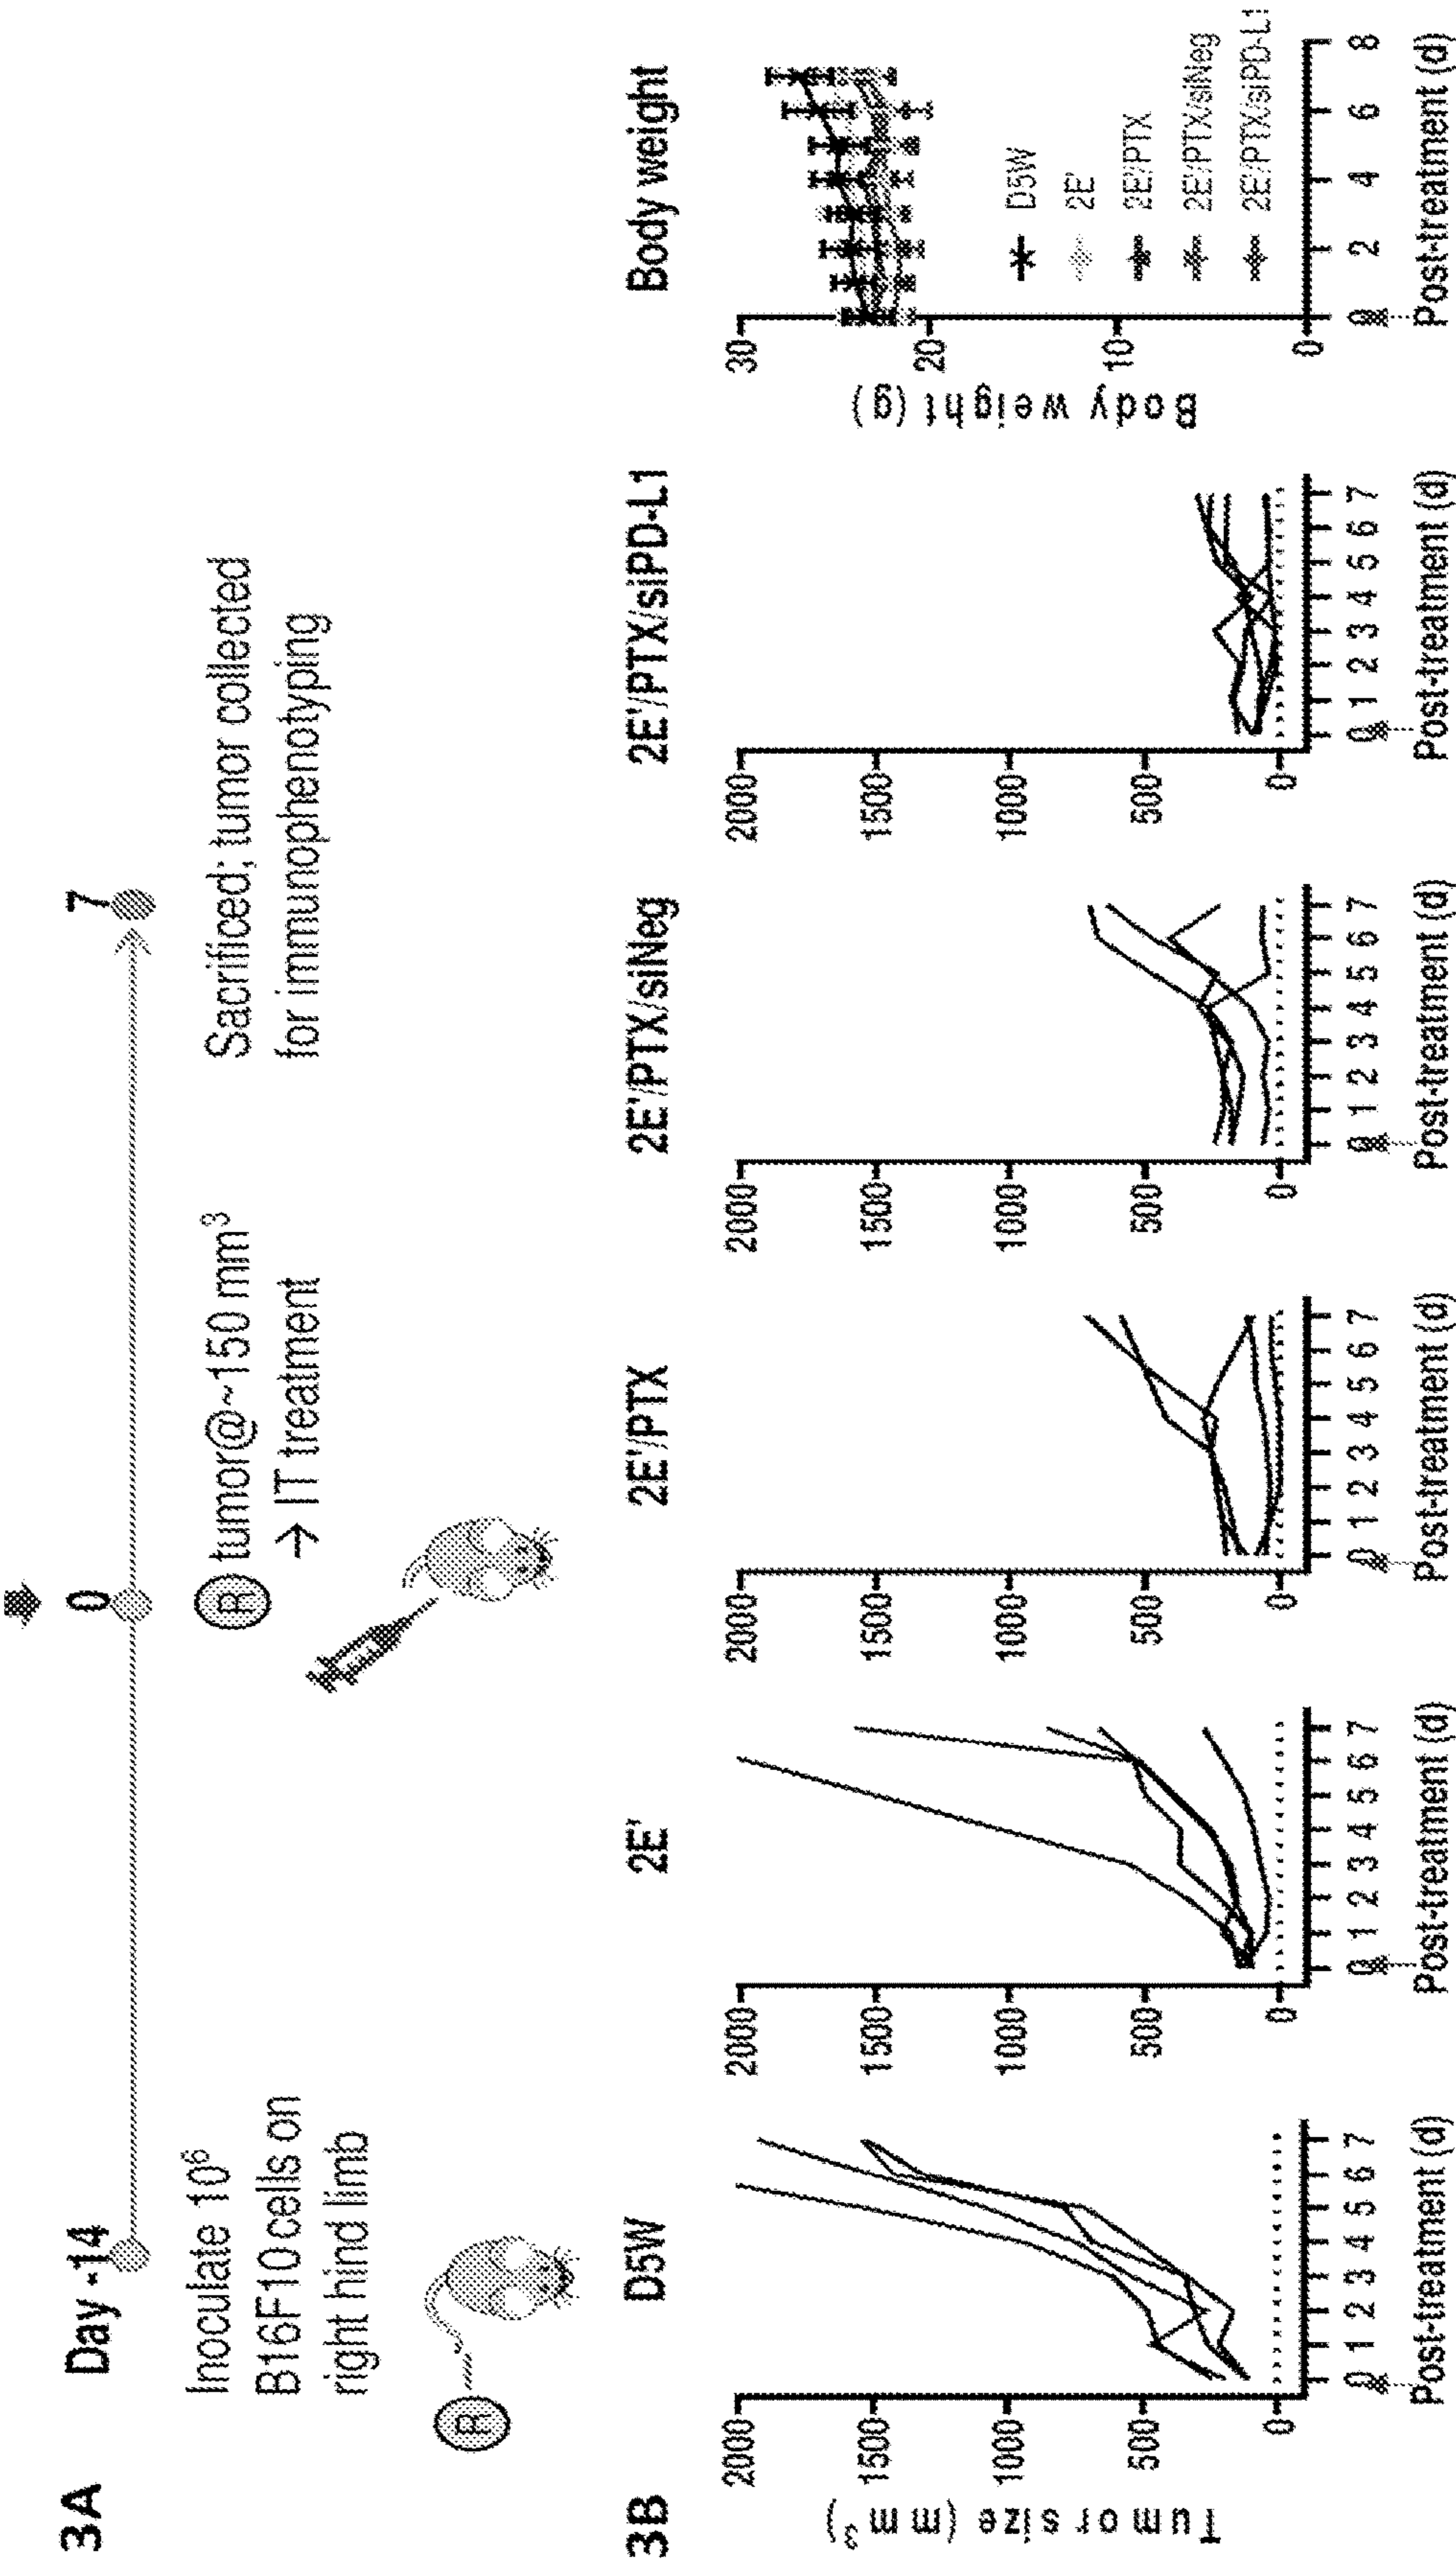 3A
Day -14
0
7
Inoculate 10⁶
B16F10 cells on
right hind limb
R
R tumor@~150 mm³
→ IT treatment
Sacrificed; tumor collected
for immunophenotyping
3B
D5W
Tumor size (mm³)
2000
1500
1000
500
0
0 1 2 3 4 5 6 7
Post-treatment (d)
2E'
2000
1500
1000
500
0
0 1 2 3 4 5 6 7
Post-treatment (d)
2E'/PTX
2000
1500
1000
500
0
0 1 2 3 4 5 6 7
Post-treatment (d)
2E'/PTX/siNeg
2000
1500
1000
500
0
0 1 2 3 4 5 6 7
Post-treatment (d)
2E'/PTX/siPD-L1
2000
1500
1000
500
0
0 1 2 3 4 5 6 7
Post-treatment (d)
Body weight
Body weight (g)
30
20
10
0
D5W
2E'
2E'/PTX
2E'/PTX/siNeg
2E'/PTX/siPD-L1
0 2 4 6 8
Post-treatment (d)